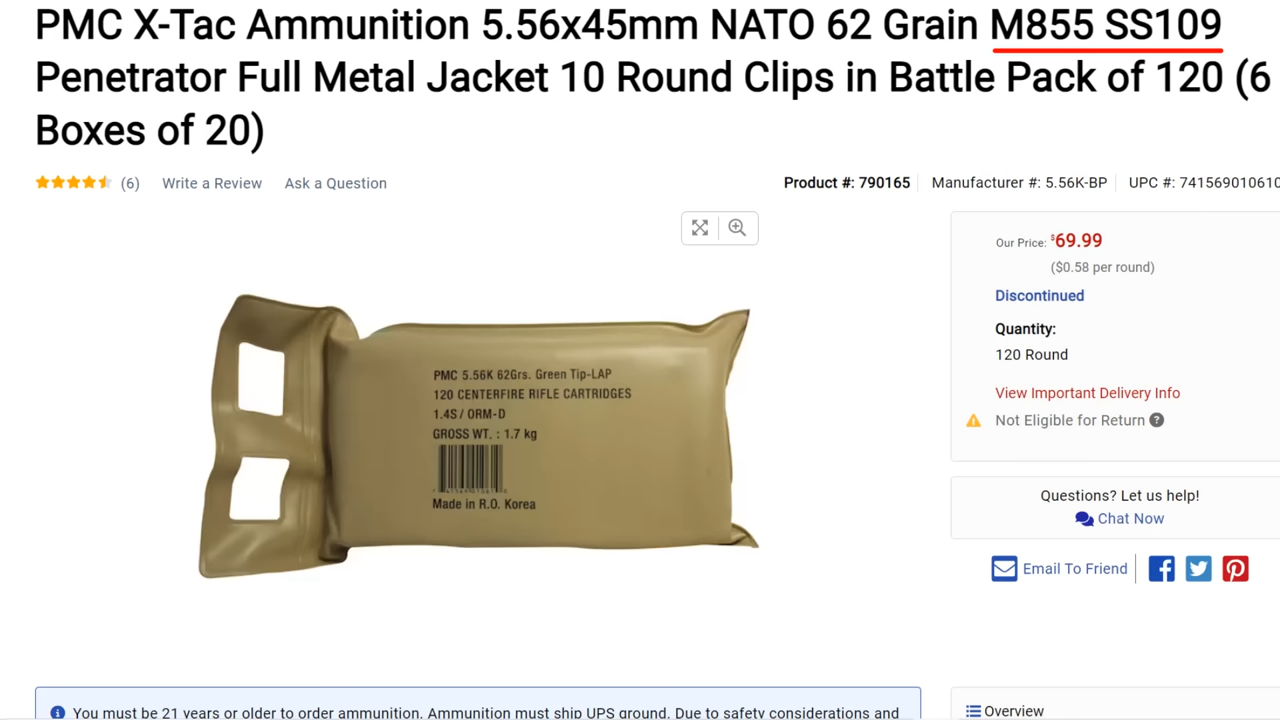 PMC X-Tac Ammunition 5.56x45mm NATO 62 Grain M855 SS109
Penetrator Full Metal Jacket 10 Round Clips in Battle Pack of 120 (6
Boxes of 20)
(6) Write a Review Ask a Question
Product #: 790165 Manufacturer #: 5.56K-BP UPC #: 741569010610
Our Price: $69.99
($0.58 per round)
Discontinued
Quantity:
120 Round
View Important Delivery Info
Not Eligible for Return ?
PMC 5.56K 62Grs. Green Tip-LAP
120 CENTERFIRE RIFLE CARTRIDGES
1.4S / ORM-D
GROSS WT. : 1.7 kg
Made in R.O. Korea
Questions? Let us help!
Chat Now
Email To Friend
You must be 21 years or older to order ammunition. Ammunition must ship UPS ground. Due to safety considerations and
Overview